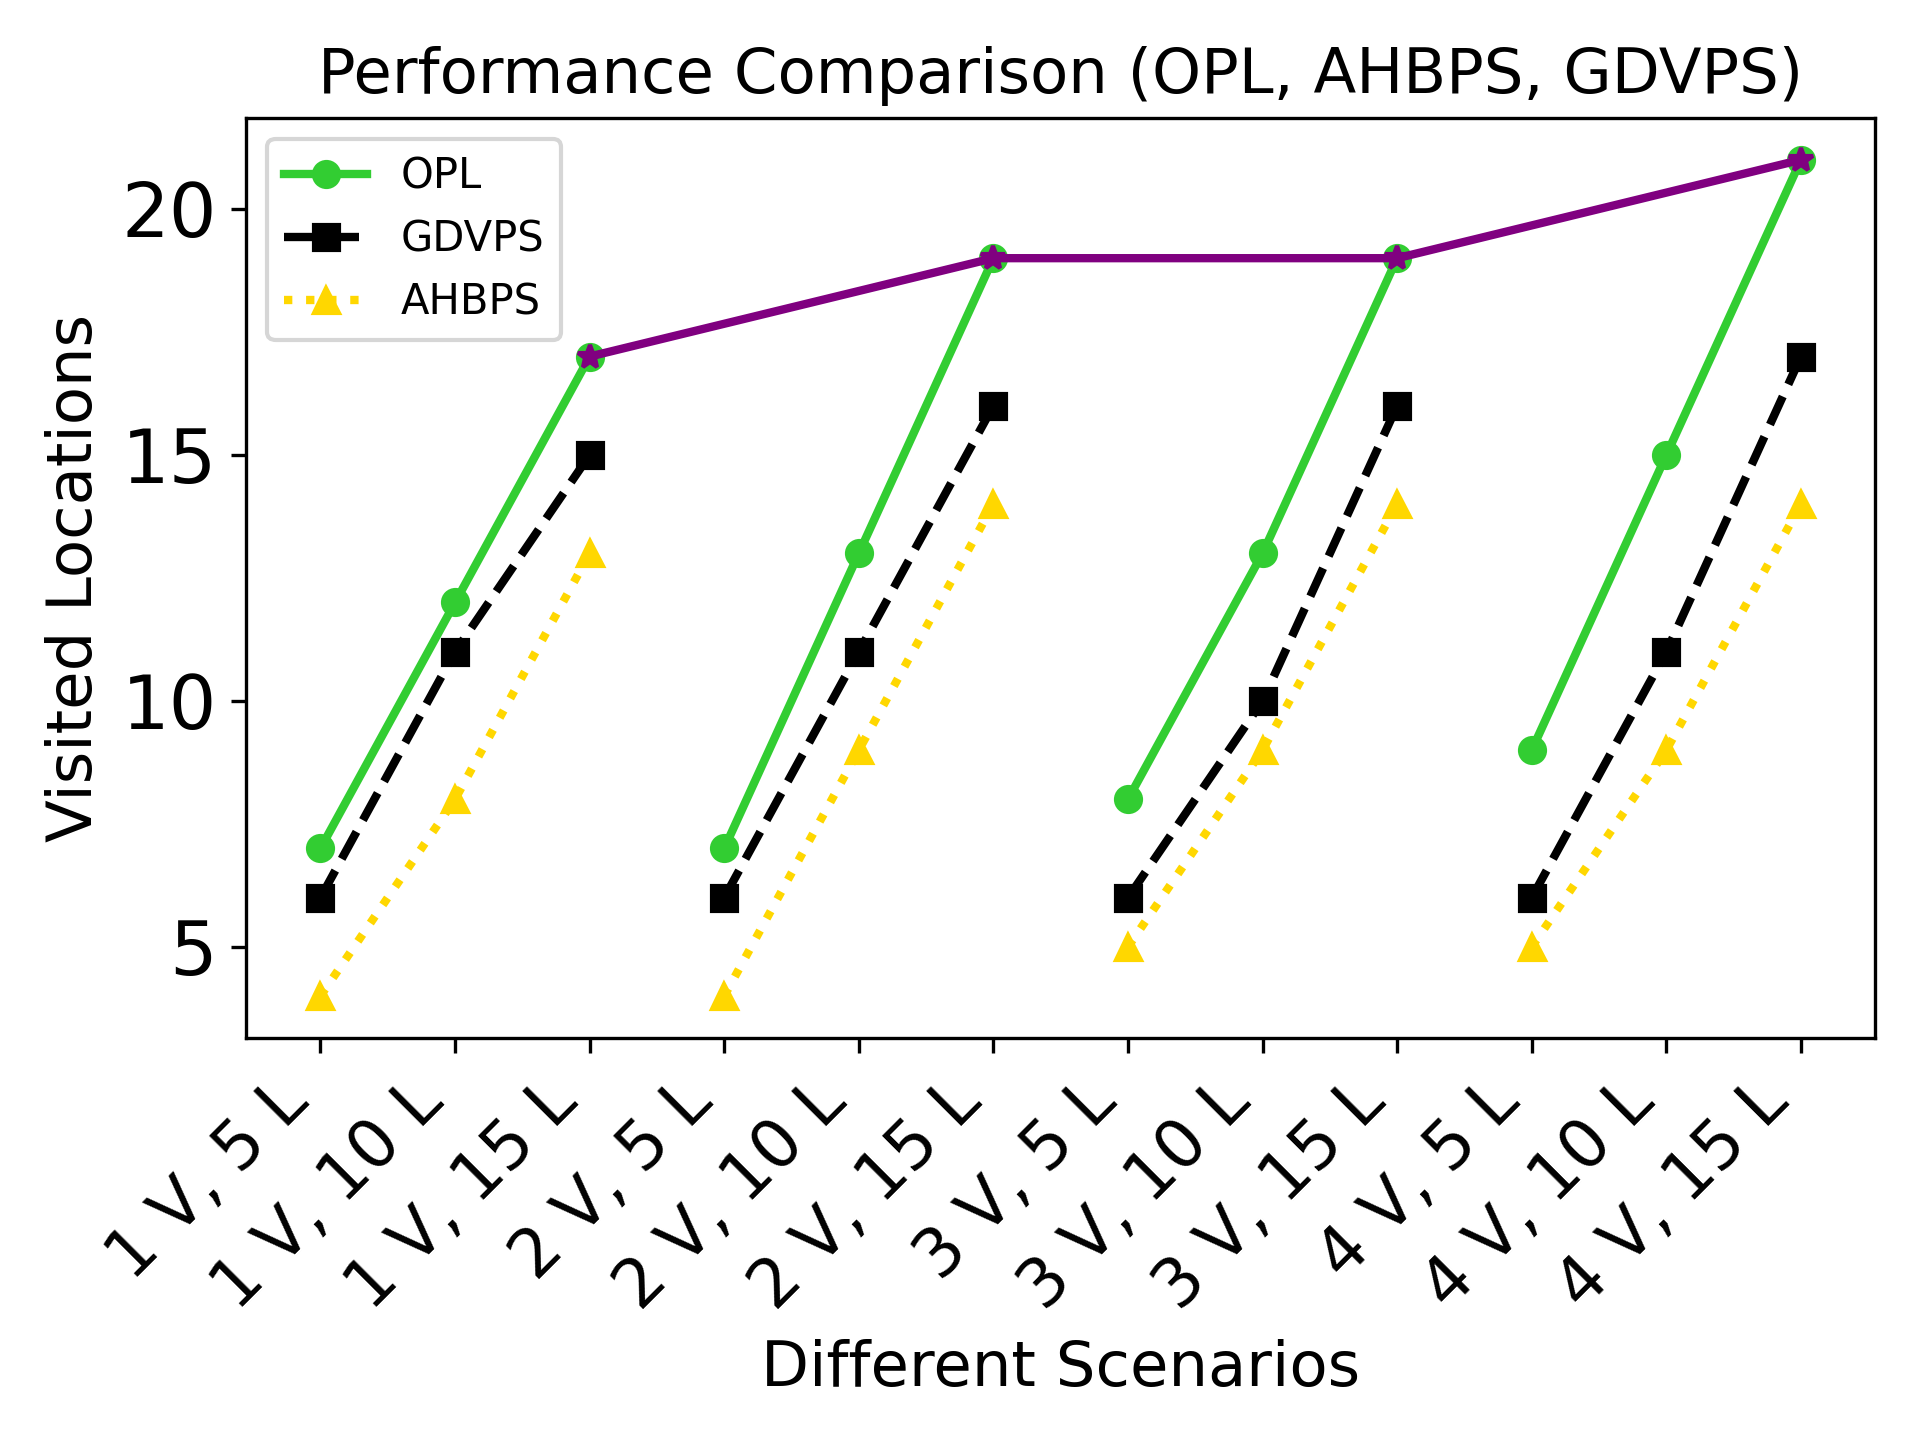 Performance Comparison (OPL, AHBPS, GDVPS)
OPL
GDVPS
AHBPS
Visited Locations
20
15
10
5
1 V, 5 L
1 V, 10 L
1 V, 15 L
2 V, 5 L
2 V, 10 L
2 V, 15 L
3 V, 5 L
3 V, 10 L
3 V, 15 L
4 V, 5 L
4 V, 10 L
4 V, 15 L
Different Scenarios